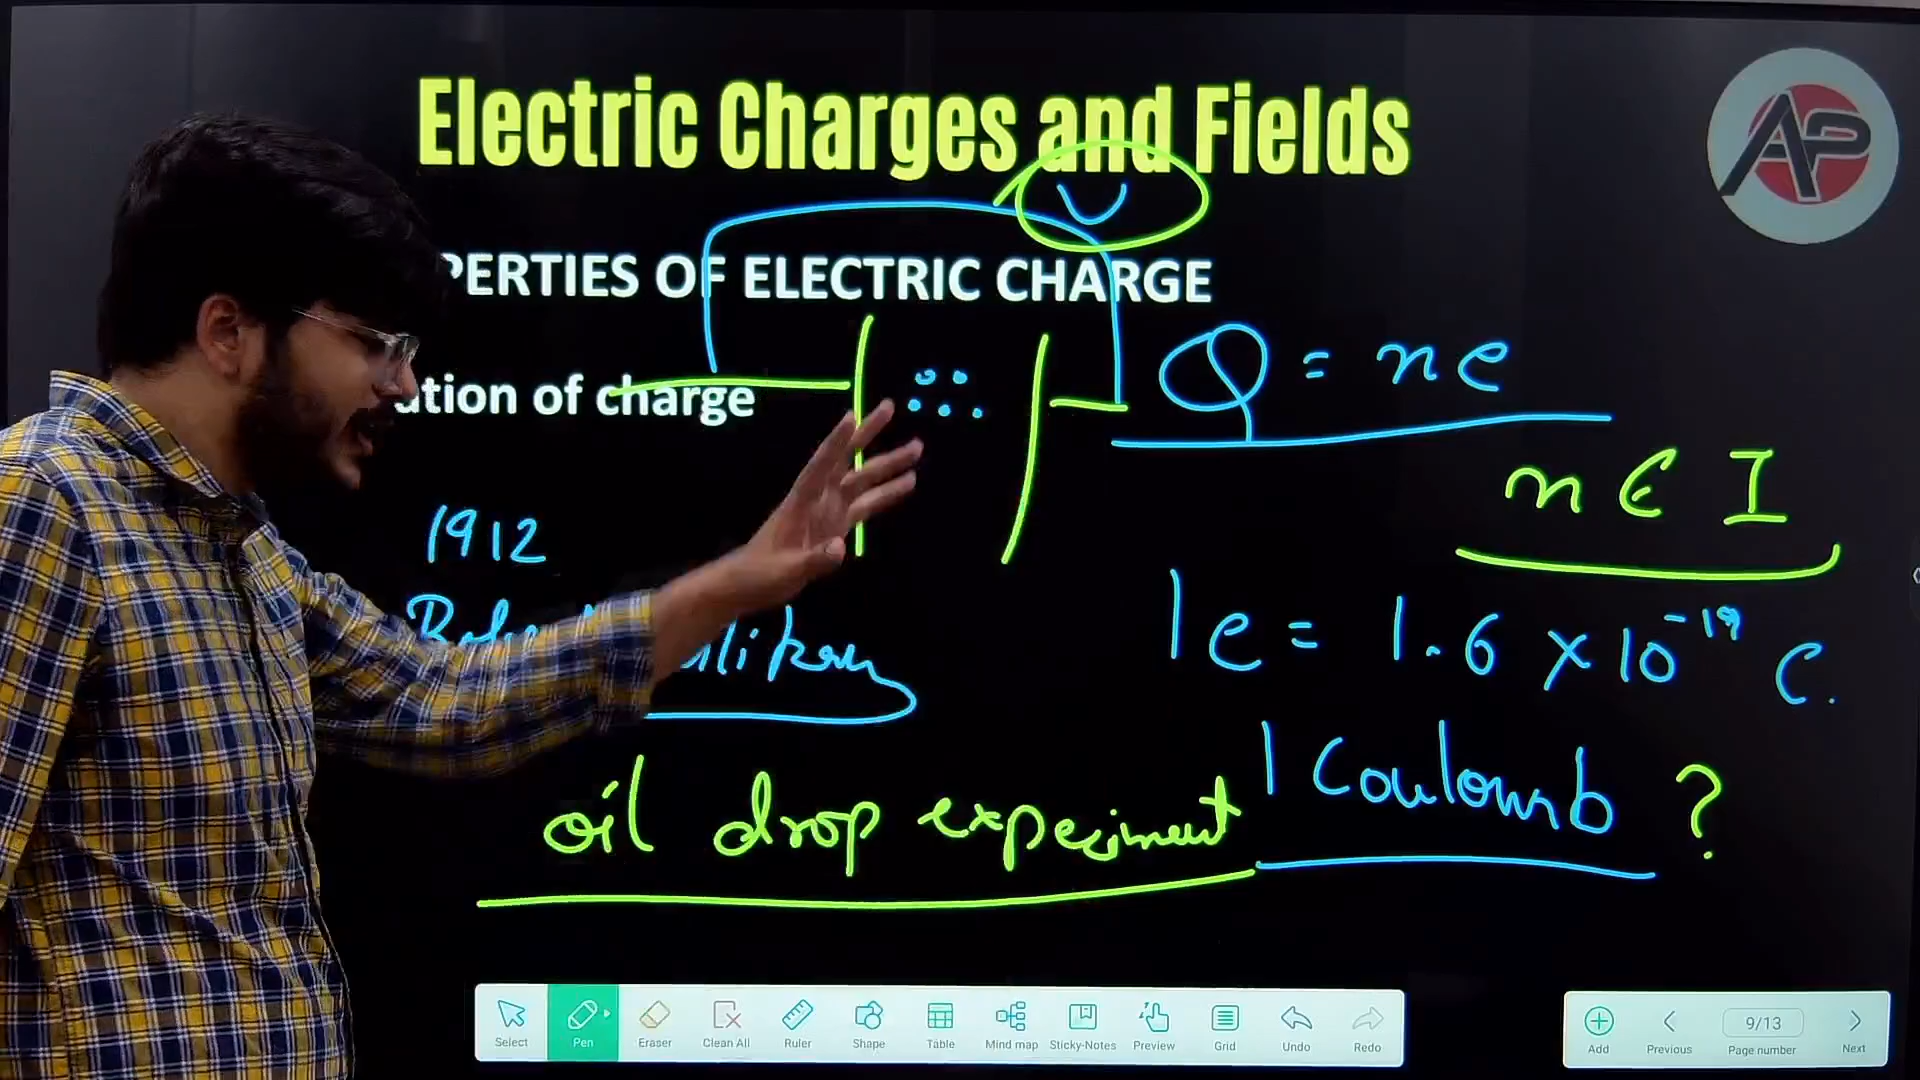 Electric Charges and Fields
AP
V
PERTIES OF ELECTRIC CHARGE
Q = ne
ation of charge
n ∈ I
1912
1e = 1.6 × 10⁻¹⁹ C.
1 Coulomb ?
oil drop experiment
Select
Pen
Eraser
Clean All
Ruler
Shape
Table
Mind map
Sticky-Notes
Preview
Grid
Undo
Redo
Add
Previous
9/13
Page number
Next